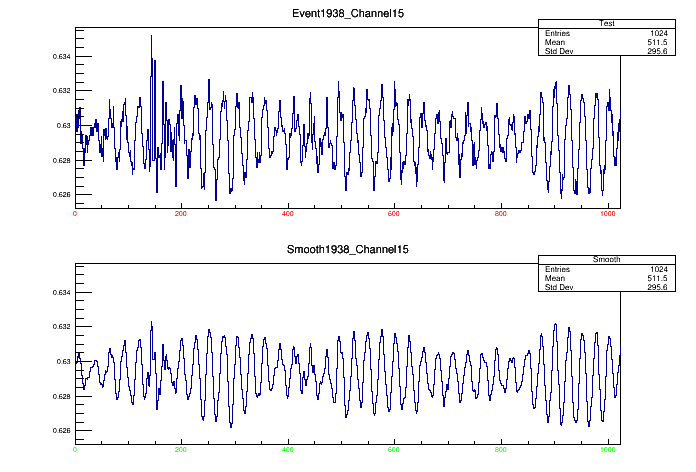 Event1938_Channel15
Test
Entries 1024
Mean 511.5
Std Dev 295.6
0.634
0.632
0.63
0.628
0.626
0 200 400 600 800 1000
Smooth1938_Channel15
Smooth
Entries 1024
Mean 511.5
Std Dev 295.6
0.634
0.632
0.63
0.628
0.626
0 200 400 600 800 1000